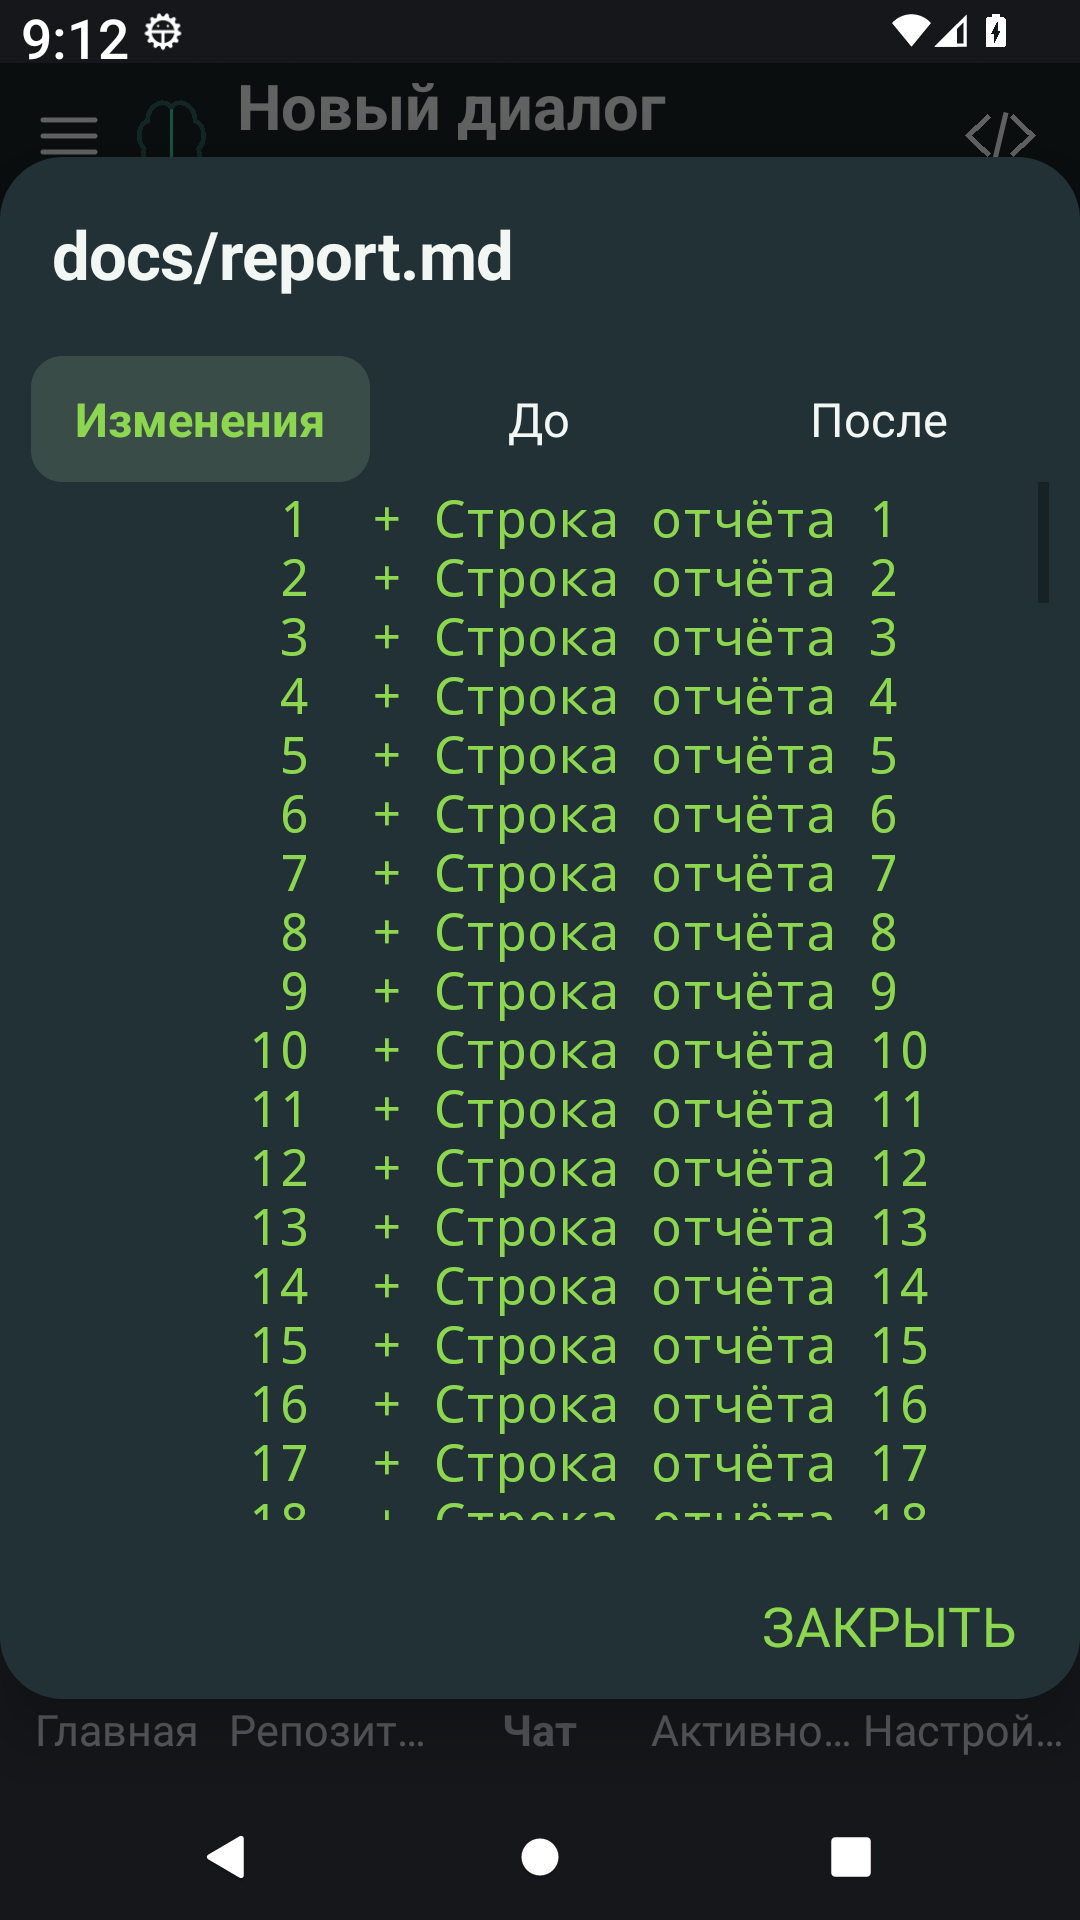 9:12
Новый диалог
docs/report.md
Изменения До После
1 + Строка отчёта 1
2 + Строка отчёта 2
3 + Строка отчёта 3
4 + Строка отчёта 4
5 + Строка отчёта 5
6 + Строка отчёта 6
7 + Строка отчёта 7
8 + Строка отчёта 8
9 + Строка отчёта 9
10 + Строка отчёта 10
11 + Строка отчёта 11
12 + Строка отчёта 12
13 + Строка отчёта 13
14 + Строка отчёта 14
15 + Строка отчёта 15
16 + Строка отчёта 16
17 + Строка отчёта 17
18 + Строка отчёта 18
ЗАКРЫТЬ
Главная Репозит... Чат Активно... Настрой...